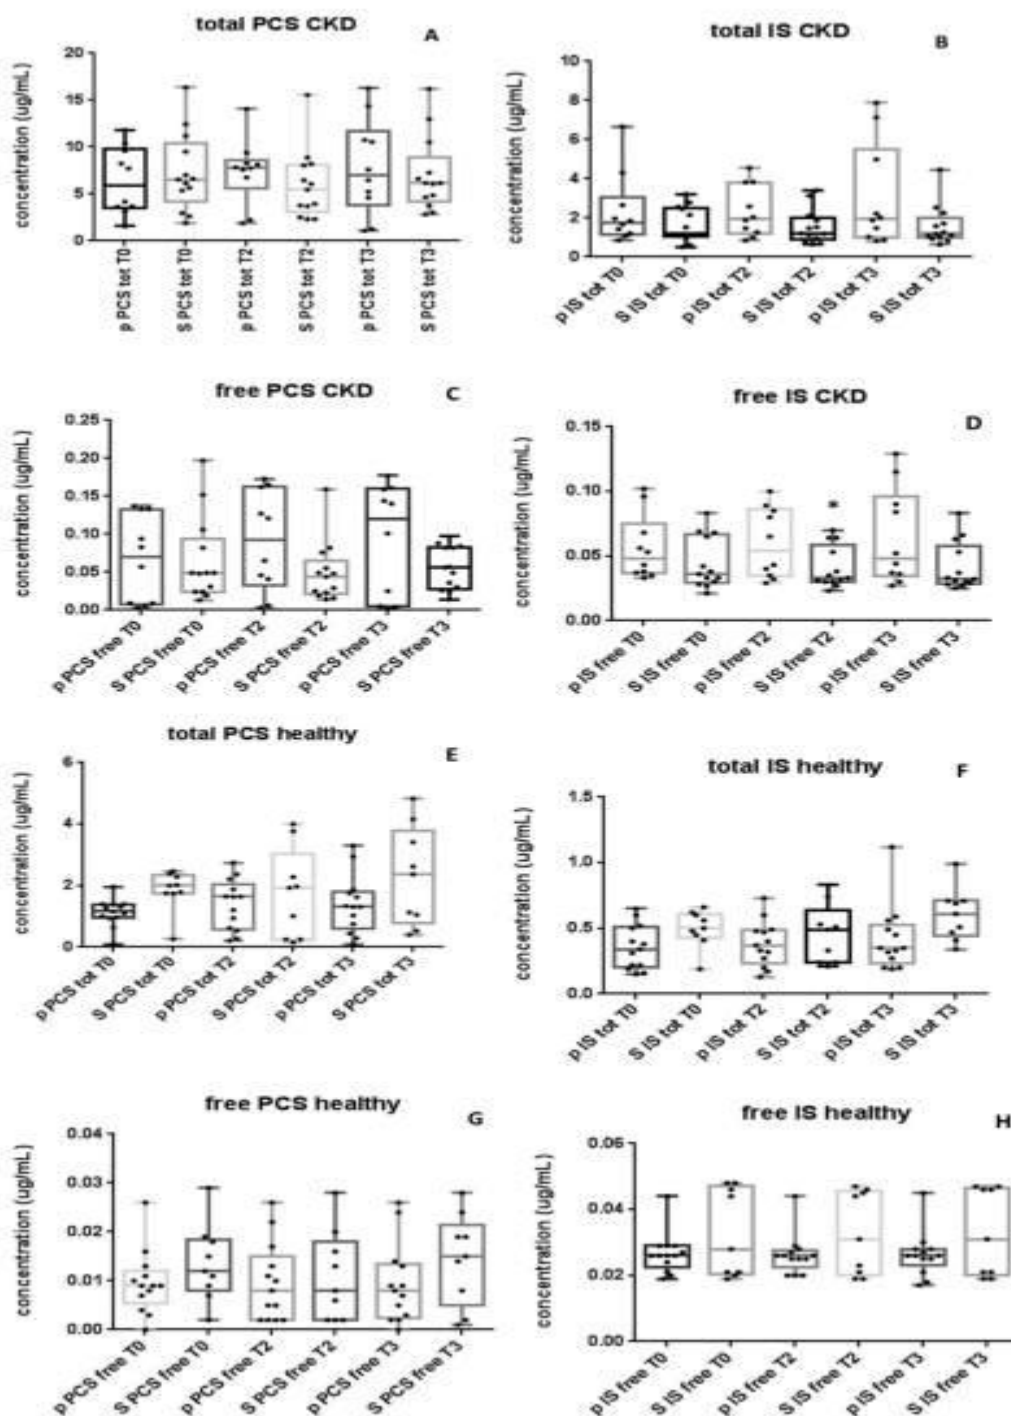 total PCS CKD
A
concentration (ug/mL)
20
15
10
5
0
p PCS tot T0
S PCS tot T0
p PCS tot T2
S PCS tot T2
p PCS tot T3
S PCS tot T3
total IS CKD
B
concentration (ug/mL)
10
8
6
4
2
0
p IS tot T0
S IS tot T0
p IS tot T2
S IS tot T2
p IS tot T3
S IS tot T3
free PCS CKD
C
concentration (ug/mL)
0.25
0.20
0.15
0.10
0.05
0.00
p PCS free T0
S PCS free T0
p PCS free T2
S PCS free T2
p PCS free T3
S PCS free T3
free IS CKD
D
concentration (ug/mL)
0.15
0.10
0.05
0.00
p IS free T0
S IS free T0
p IS free T2
S IS free T2
p IS free T3
S IS free T3
total PCS healthy
E
concentration (ug/mL)
6
4
2
0
p PCS tot T0
S PCS tot T0
p PCS tot T2
S PCS tot T2
p PCS tot T3
S PCS tot T3
total IS healthy
F
concentration (ug/mL)
1.5
1.0
0.5
0.0
p IS tot T0
S IS tot T0
p IS tot T2
S IS tot T2
p IS tot T3
S IS tot T3
free PCS healthy
G
concentration (ug/mL)
0.04
0.03
0.02
0.01
0.00
p PCS free T0
S PCS free T0
p PCS free T2
S PCS free T2
p PCS free T3
S PCS free T3
free IS healthy
H
concentration (ug/mL)
0.06
0.04
0.02
0.00
p IS free T0
S IS free T0
p IS free T2
S IS free T2
p IS free T3
S IS free T3